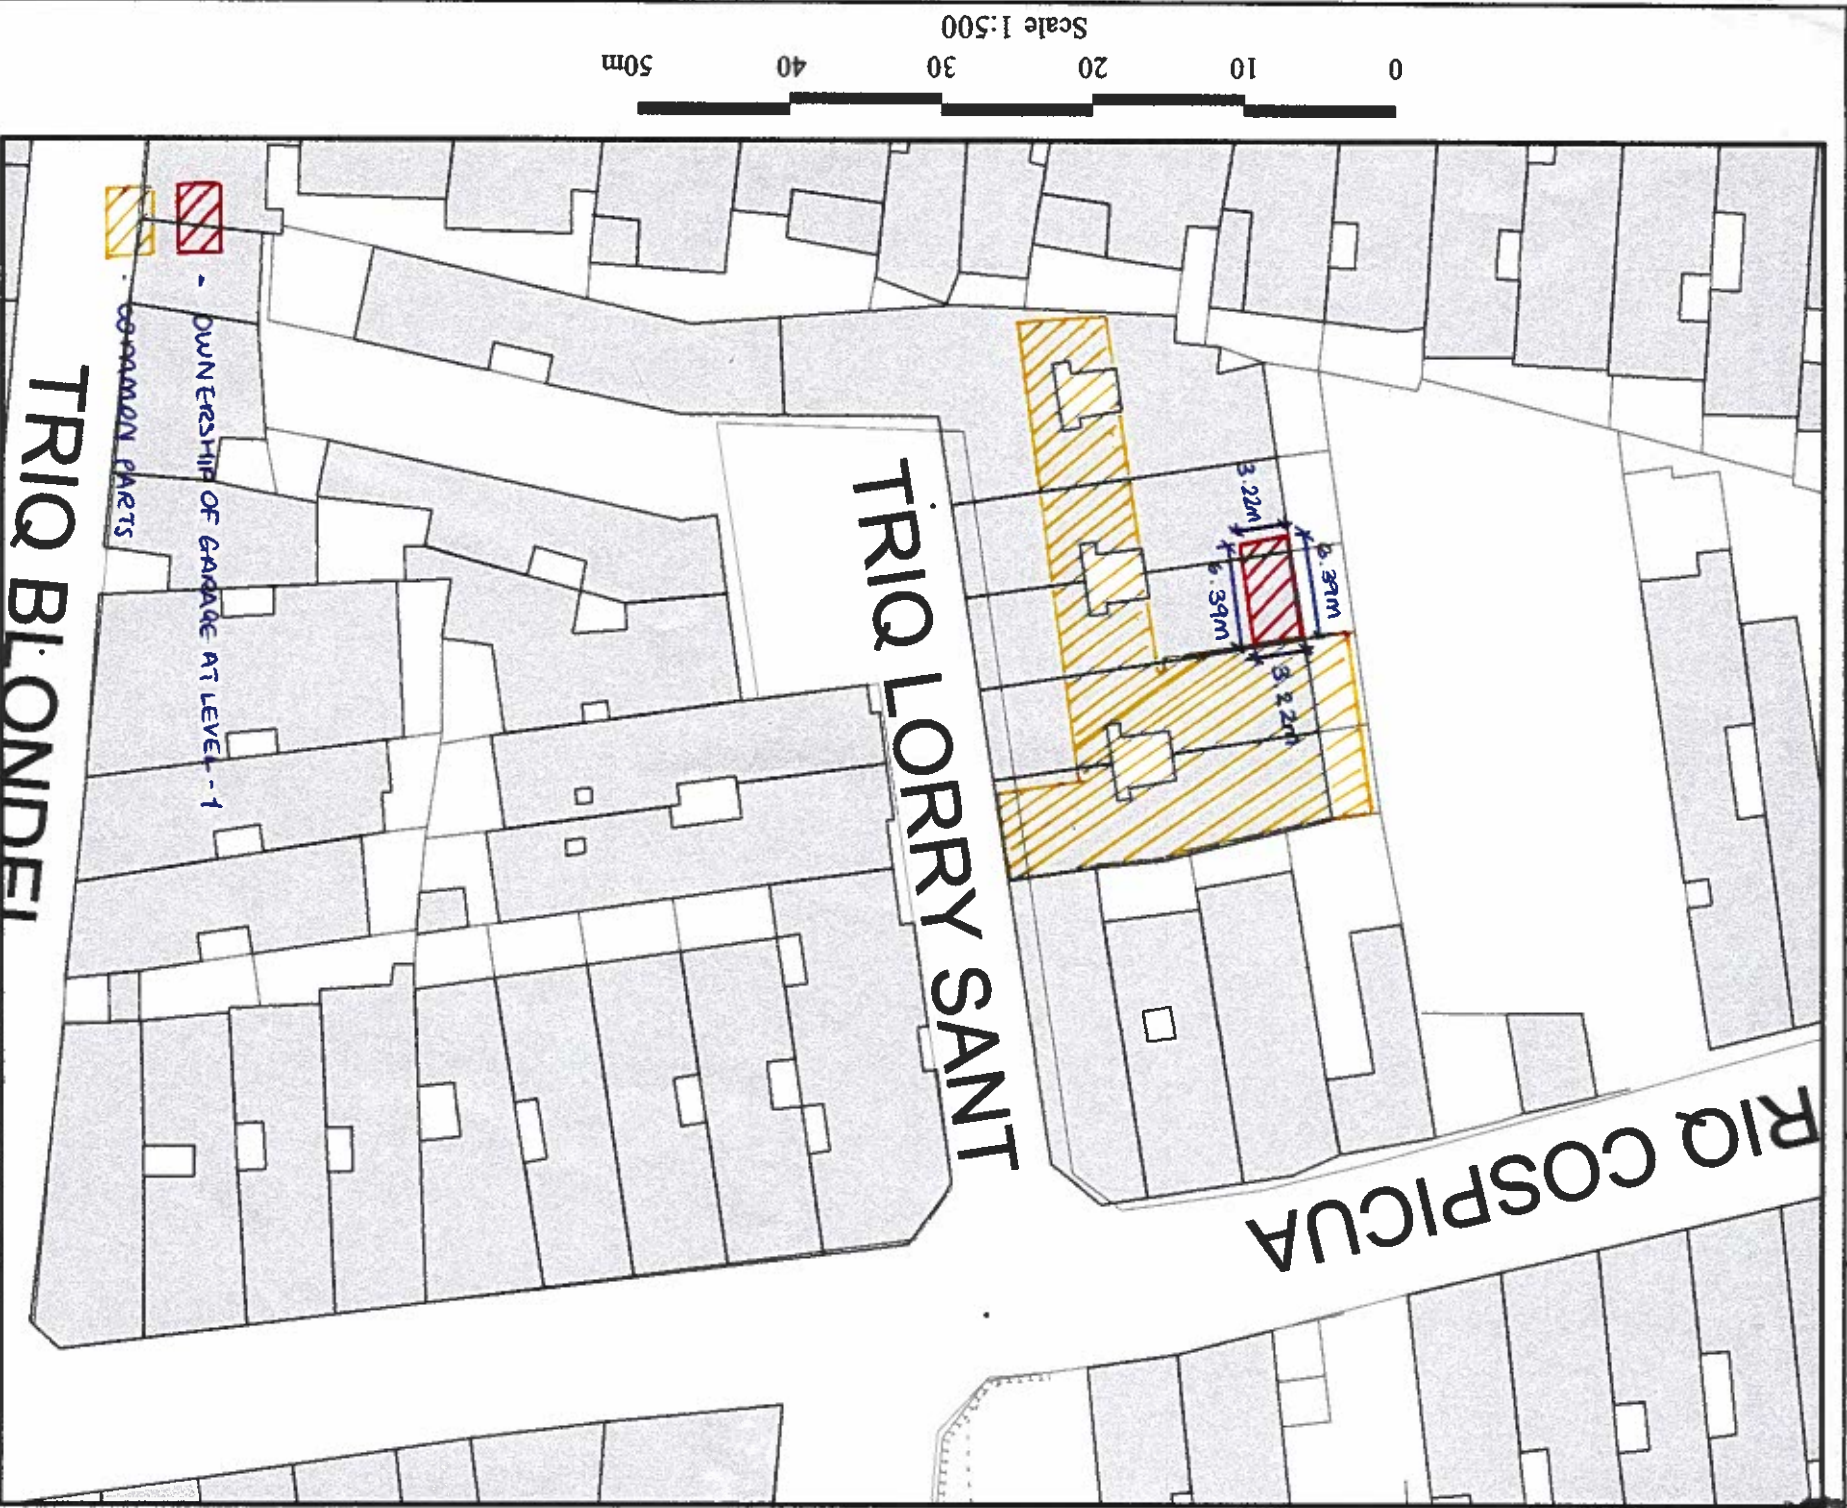 Scale 1:500
50m 40 30 20 10 0
- OWNERSHIP OF GARAGE AT LEVEL -1
- COMMON PARTS
TRIQ BLONDEL
TRIQ LORRY SANT
3.22m
6.39m
6.39m
3.22m
RIQ COSPICUA